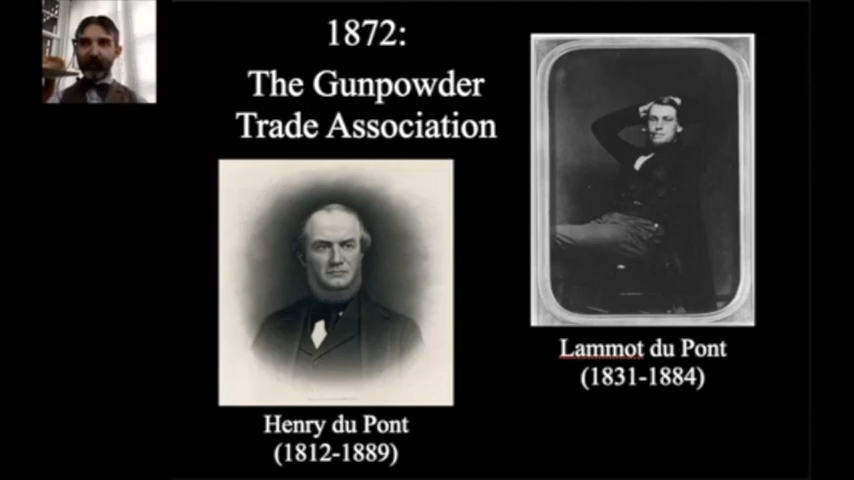 1872:
The Gunpowder
Trade Association
Henry du Pont
(1812-1889)
Lammot du Pont
(1831-1884)